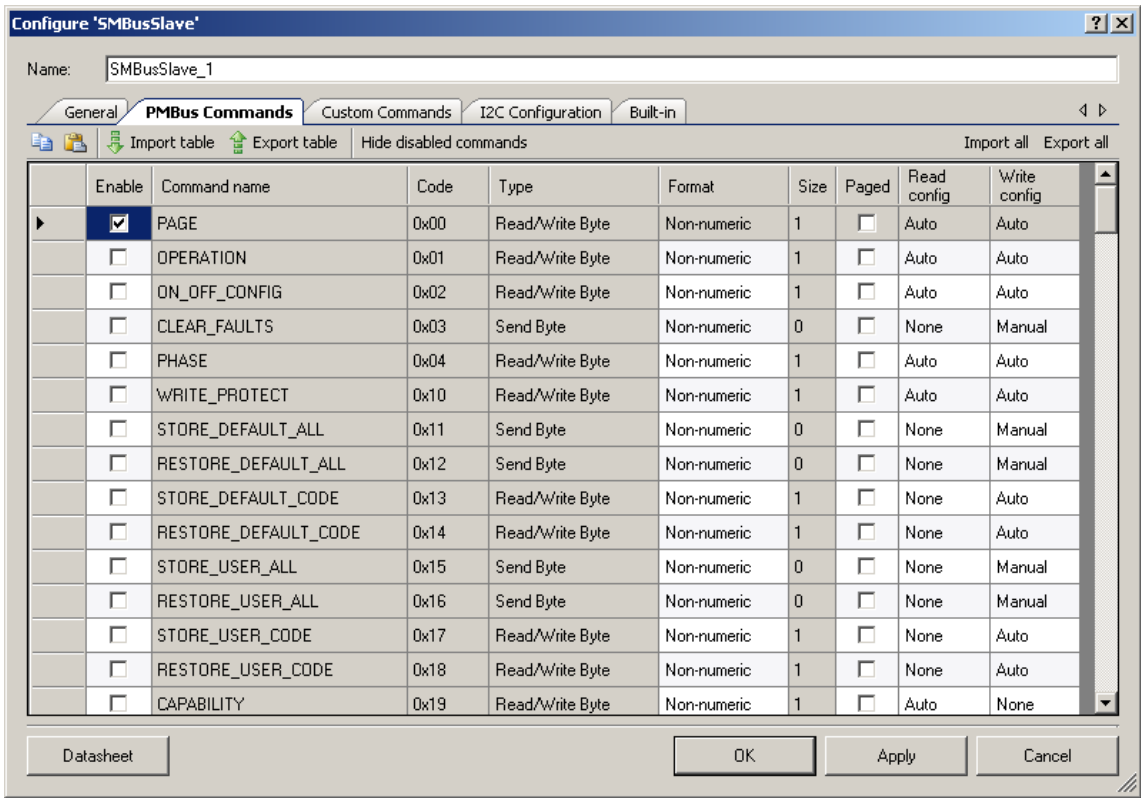 Configure 'SMBusSlave'
Name: SMBusSlave_1
General PMBus Commands Custom Commands I2C Configuration Built-in
Import table Export table Hide disabled commands Import all Export all
Enable Command name Code Type Format Size Paged Read config Write config
PAGE 0x00 Read/Write Byte Non-numeric 1 Auto Auto
OPERATION 0x01 Read/Write Byte Non-numeric 1 Auto Auto
ON_OFF_CONFIG 0x02 Read/Write Byte Non-numeric 1 Auto Auto
CLEAR_FAULTS 0x03 Send Byte Non-numeric 0 None Manual
PHASE 0x04 Read/Write Byte Non-numeric 1 Auto Auto
WRITE_PROTECT 0x10 Read/Write Byte Non-numeric 1 Auto Auto
STORE_DEFAULT_ALL 0x11 Send Byte Non-numeric 0 None Manual
RESTORE_DEFAULT_ALL 0x12 Send Byte Non-numeric 0 None Manual
STORE_DEFAULT_CODE 0x13 Read/Write Byte Non-numeric 1 None Auto
RESTORE_DEFAULT_CODE 0x14 Read/Write Byte Non-numeric 1 None Auto
STORE_USER_ALL 0x15 Send Byte Non-numeric 0 None Manual
RESTORE_USER_ALL 0x16 Send Byte Non-numeric 0 None Manual
STORE_USER_CODE 0x17 Read/Write Byte Non-numeric 1 None Auto
RESTORE_USER_CODE 0x18 Read/Write Byte Non-numeric 1 None Auto
CAPABILITY 0x19 Read/Write Byte Non-numeric 1 Auto None
Datasheet OK Apply Cancel